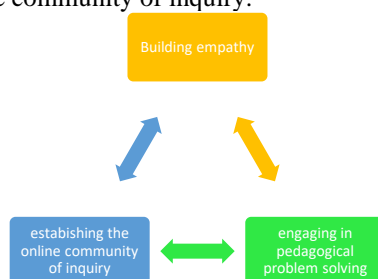 community of inquiry.
Building empathy
estabishing the
online community
of inquiry
engaging in
pedagogical
problem solving